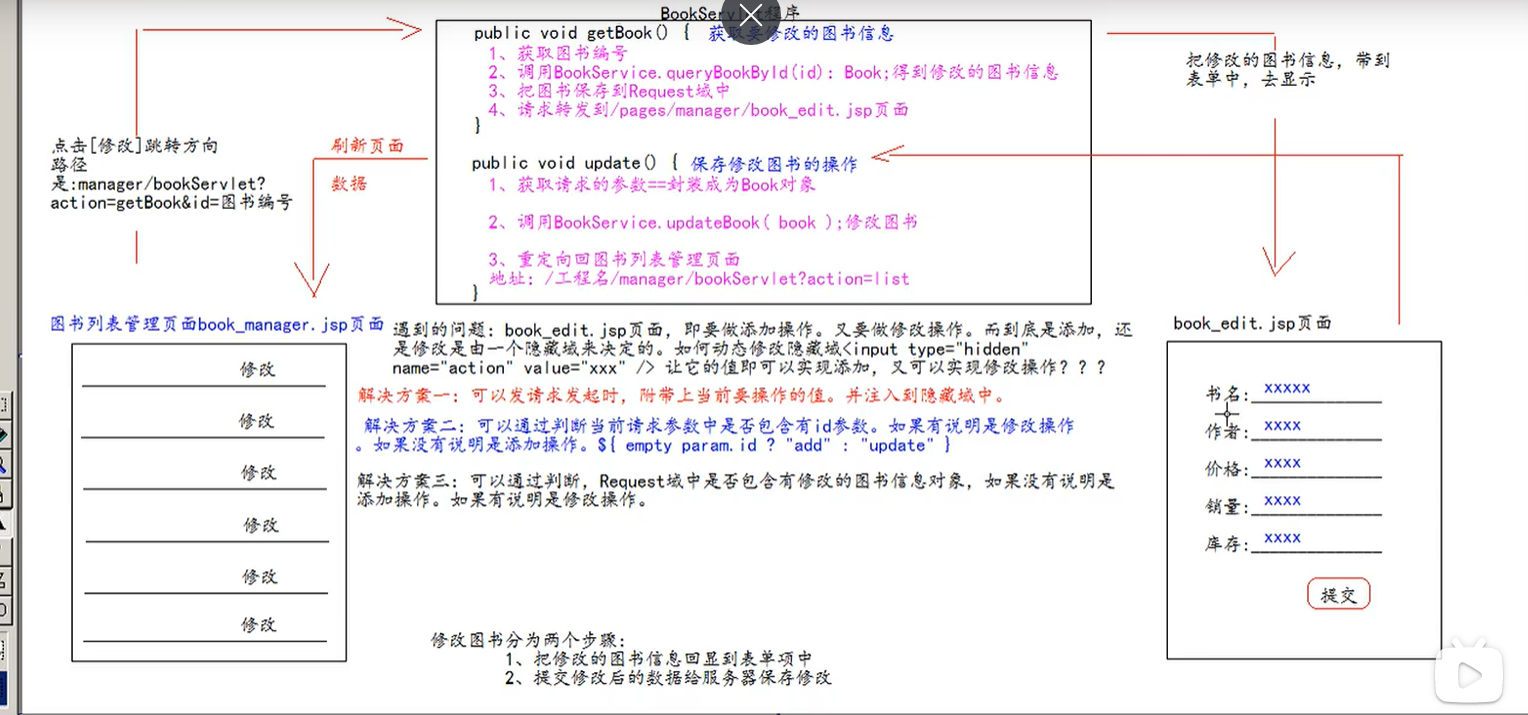 BookServlet程序
public void getBook() { 获取要修改的图书信息
1、获取图书编号
2、调用BookService.queryBookById(id): Book;得到修改的图书信息
3、把图书保存到Request域中
4、请求转发到/pages/manager/book_edit.jsp页面
}
public void update() { 保存修改图书的操作
1、获取请求的参数==封装成为Book对象
2、调用BookService.updateBook( book );修改图书
3、重定向回图书列表管理页面
地址: /工程名/manager/bookServlet?action=list
}
把修改的图书信息，带到
表单中，去显示
点击[修改]跳转方向
路径
是:manager/bookServlet?
action=getBook&id=图书编号
刷新页面
数据
图书列表管理页面book_manager.jsp页面
修改
修改
修改
修改
修改
修改
遇到的问题: book_edit.jsp页面，即要做添加操作。又要做修改操作。而到底是添加，还
是修改是由一个隐藏域来决定的。如何动态修改隐藏域<input type="hidden"
name="action" value="xxx" /> 让它的值即可以实现添加，又可以实现修改操作？？？
解决方案一: 可以发请求发起时，附带上当前要操作的值。并注入到隐藏域中。
解决方案二: 可以通过判断当前请求参数中是否包含有id参数。如果有说明是修改操作
。如果没有说明是添加操作。${ empty param.id ? "add" : "update" }
解决方案三: 可以通过判断，Request域中是否包含有修改的图书信息对象，如果没有说明是
添加操作。如果有说明是修改操作。
book_edit.jsp页面
书名: xxxxx
作者: xxxx
价格: xxxx
销量: xxxx
库存: xxxx
提交
修改图书分为两个步骤:
1、把修改的图书信息回显到表单项中
2、提交修改后的数据给服务器保存修改